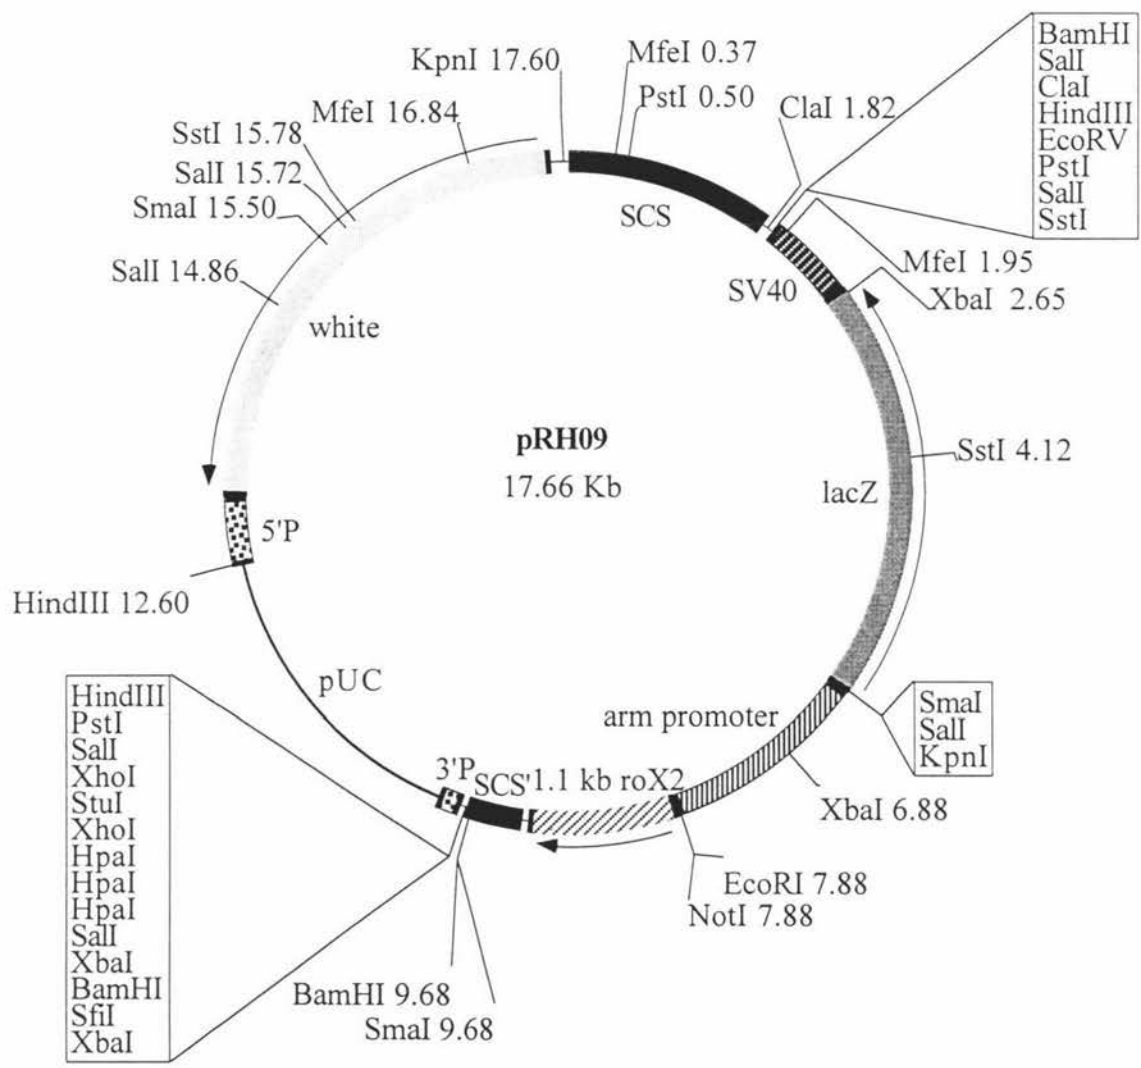 KpnI 17.60
MfeI 0.37
PstI 0.50
ClaI 1.82
BamHI
SalI
ClaI
HindIII
EcoRV
PstI
SalI
SstI
MfeI 16.84
SstI 15.78
SalI 15.72
SmaI 15.50
SalI 14.86
SCS
MfeI 1.95
SV40
XbaI 2.65
white
pRH09
17.66 Kb
SstI 4.12
lacZ
5'P
HindIII 12.60
pUC
arm promoter
SmaI
SalI
KpnI
HindIII
PstI
SalI
XhoI
StuI
XhoI
HpaI
HpaI
HpaI
SalI
XbaI
BamHI
SfiI
XbaI
3'P
SCS'
1.1 kb roX2
XbaI 6.88
EcoRI 7.88
NotI 7.88
BamHI 9.68
SmaI 9.68